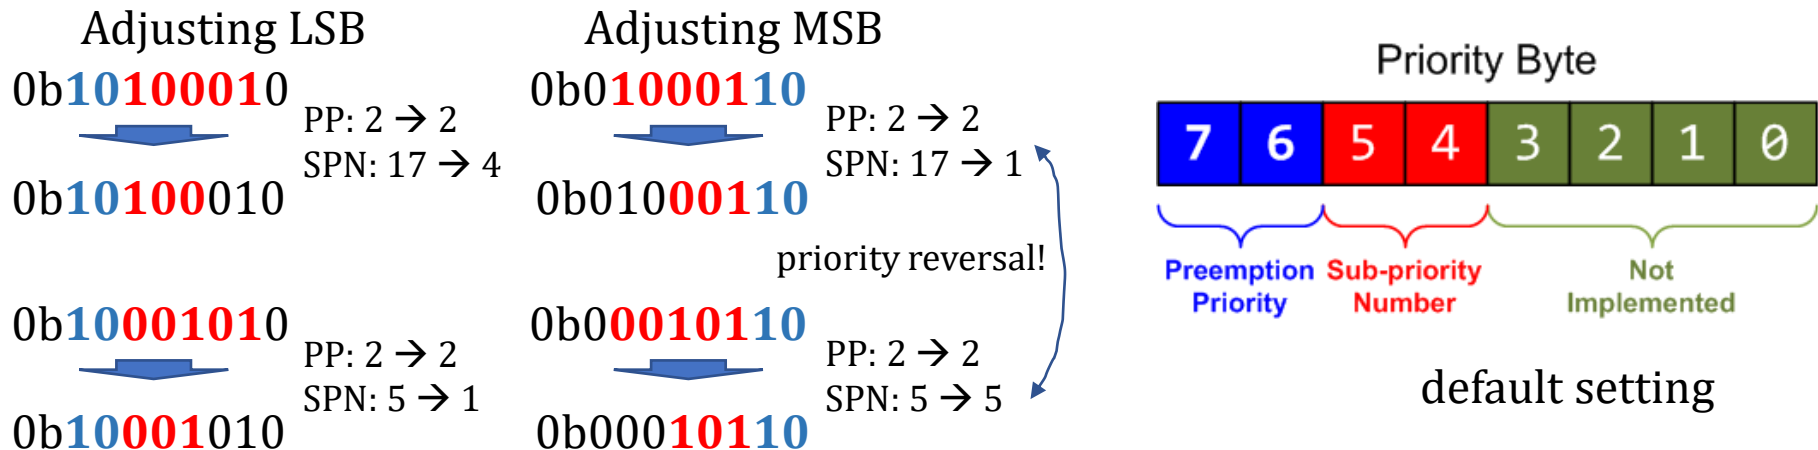 Adjusting LSB
0b10100010
PP: 2 → 2
SPN: 17 → 4
0b10100010
0b10001010
PP: 2 → 2
SPN: 5 → 1
0b10001010
Adjusting MSB
0b01000110
PP: 2 → 2
SPN: 17 → 1
0b01000110
priority reversal!
0b00010110
PP: 2 → 2
SPN: 5 → 5
0b00010110
Priority Byte
7 6 5 4 3 2 1 0
Preemption Priority
Sub-priority Number
Not Implemented
default setting